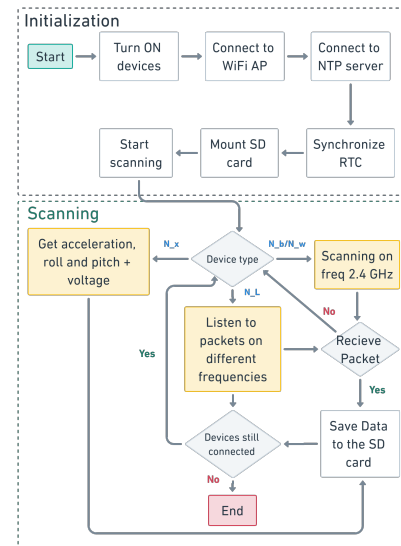 Initialization
Start
Turn ON
devices
Connect to
WiFi AP
Connect to
NTP server
Start
scanning
Mount SD
card
Synchronize
RTC
Scanning
Get acceleration,
roll and pitch +
voltage
N_x
Device type
N_b/N_w
Scanning on
freq 2.4 GHz
N_L
No
Listen to
packets on
different
frequencies
Recieve
Packet
Yes
Yes
Devices still
connected
Save Data
to the SD
card
No
End